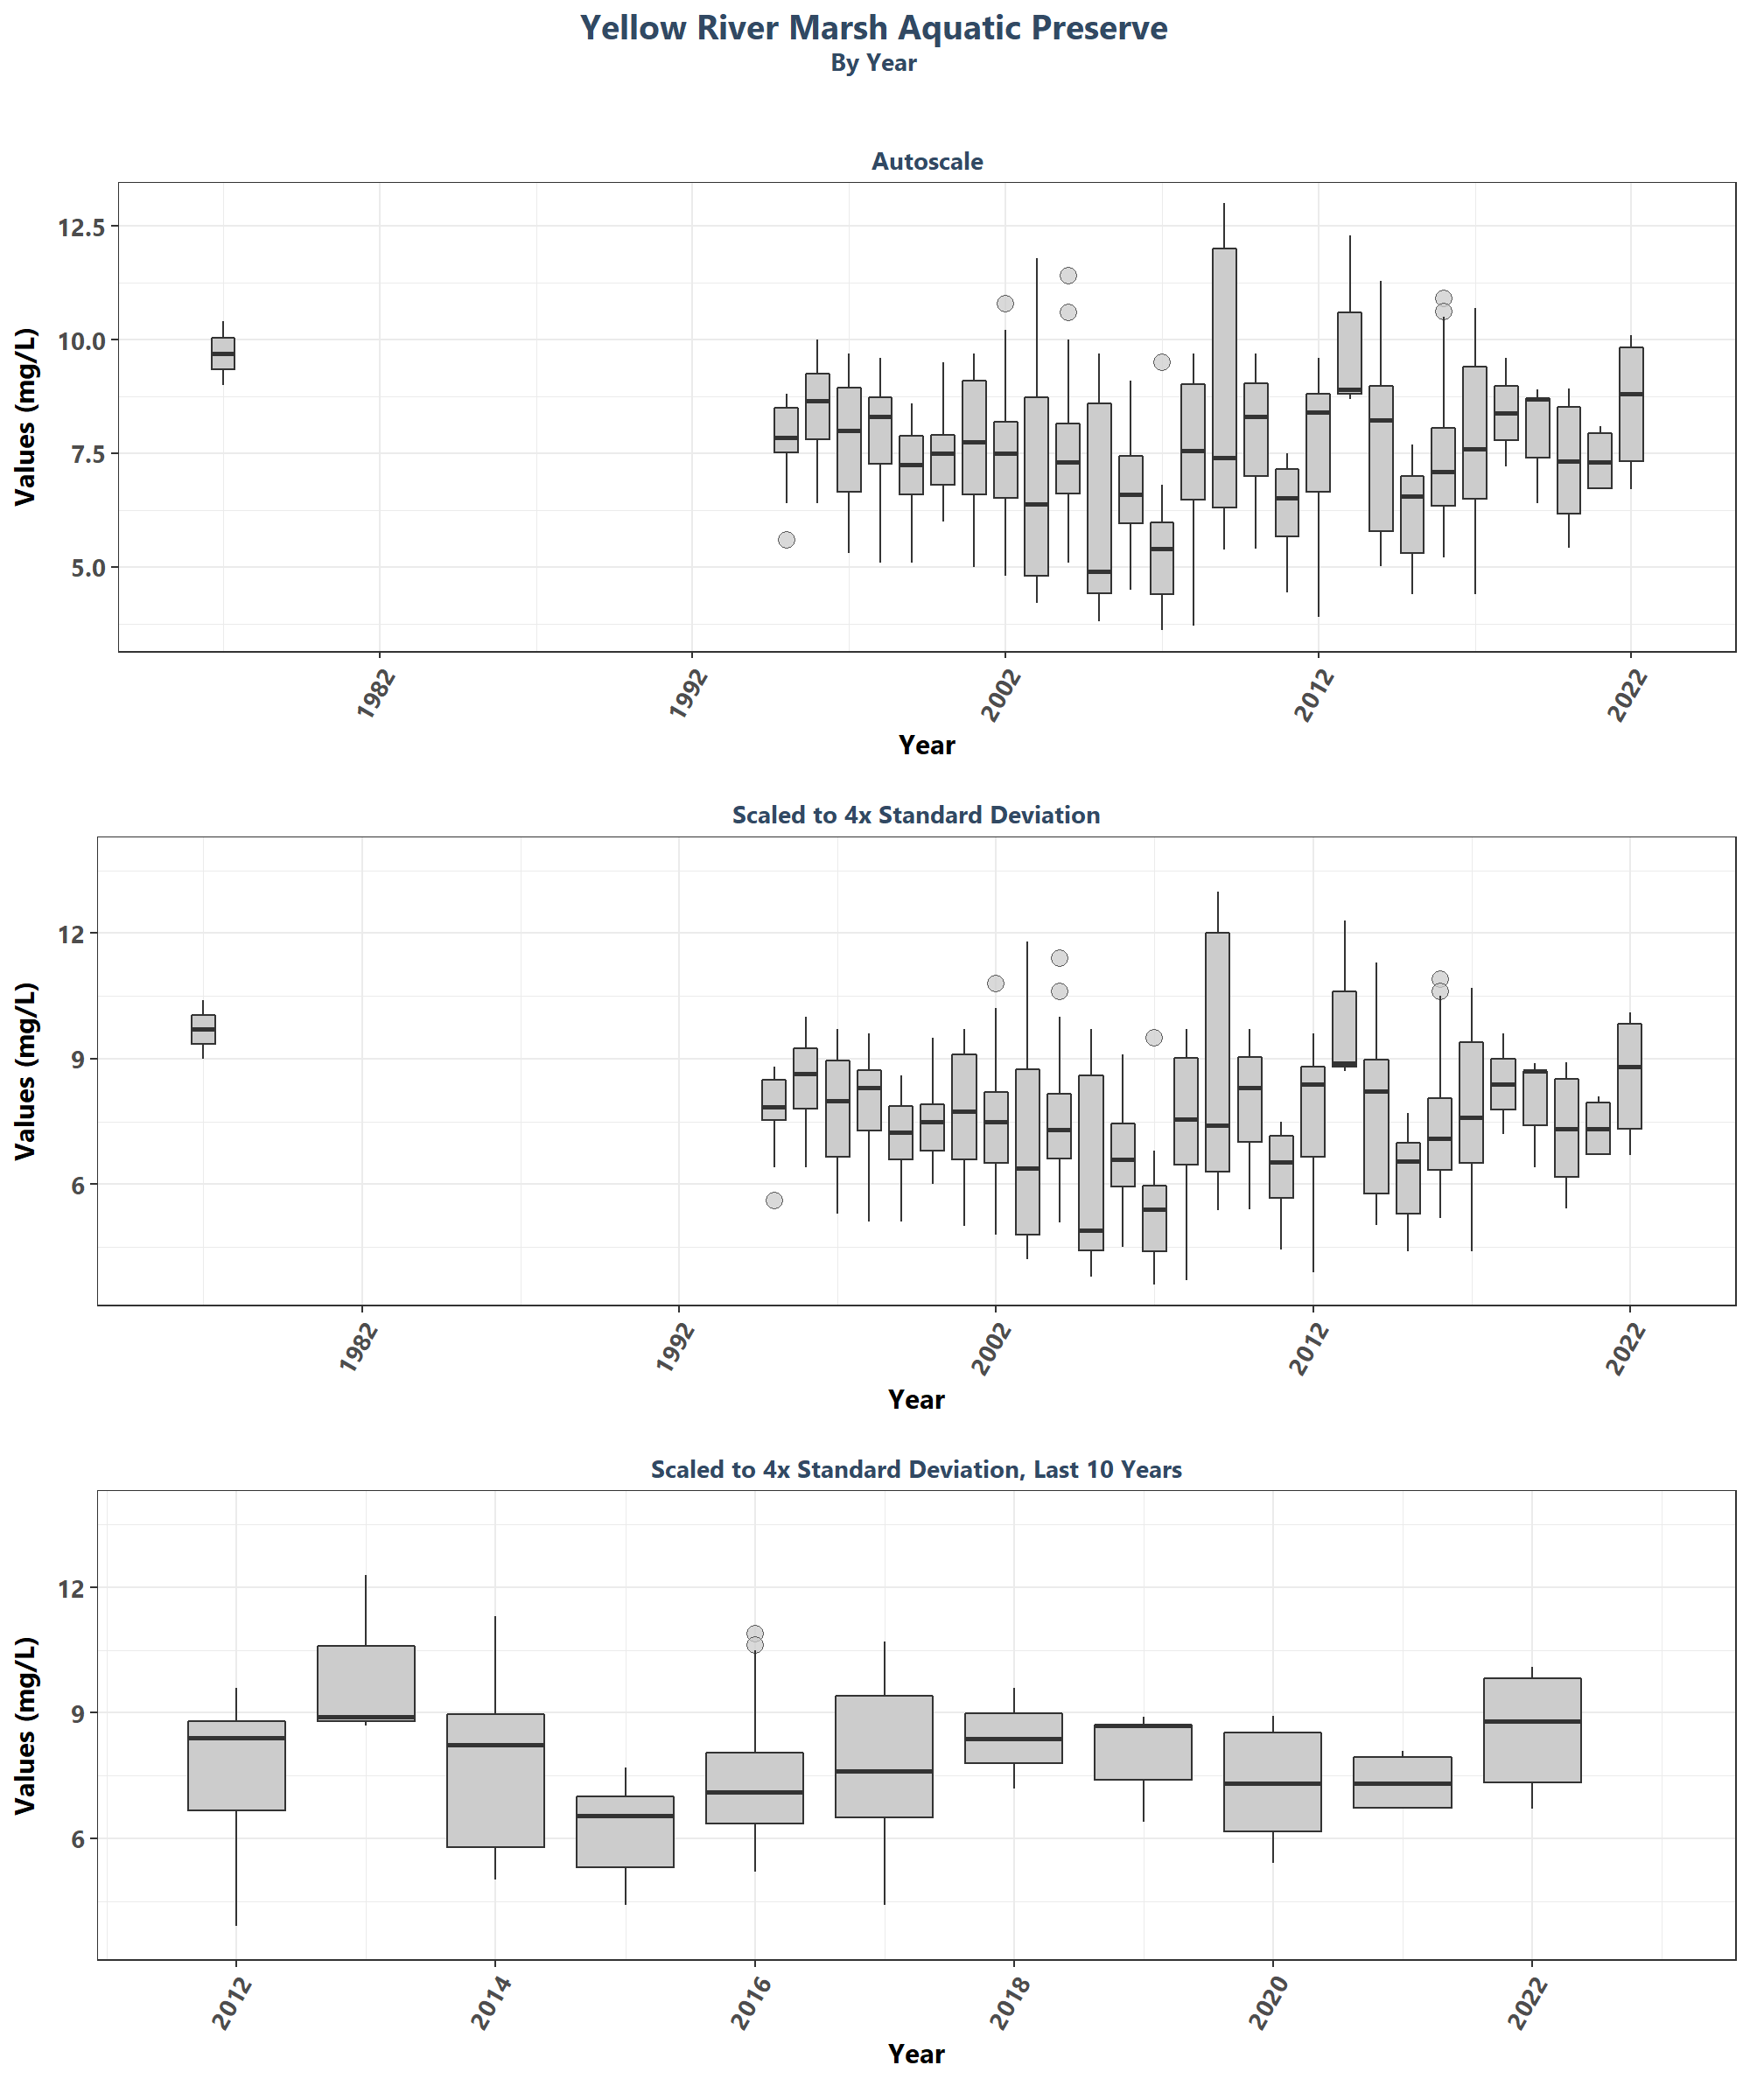 Yellow River Marsh Aquatic Preserve
By Year
Autoscale
Values (mg/L)
12.5
10.0
7.5
5.0
1982 1992 2002 2012 2022
Year
Scaled to 4x Standard Deviation
Values (mg/L)
12
9
6
1982 1992 2002 2012 2022
Year
Scaled to 4x Standard Deviation, Last 10 Years
Values (mg/L)
12
9
6
2012 2014 2016 2018 2020 2022
Year